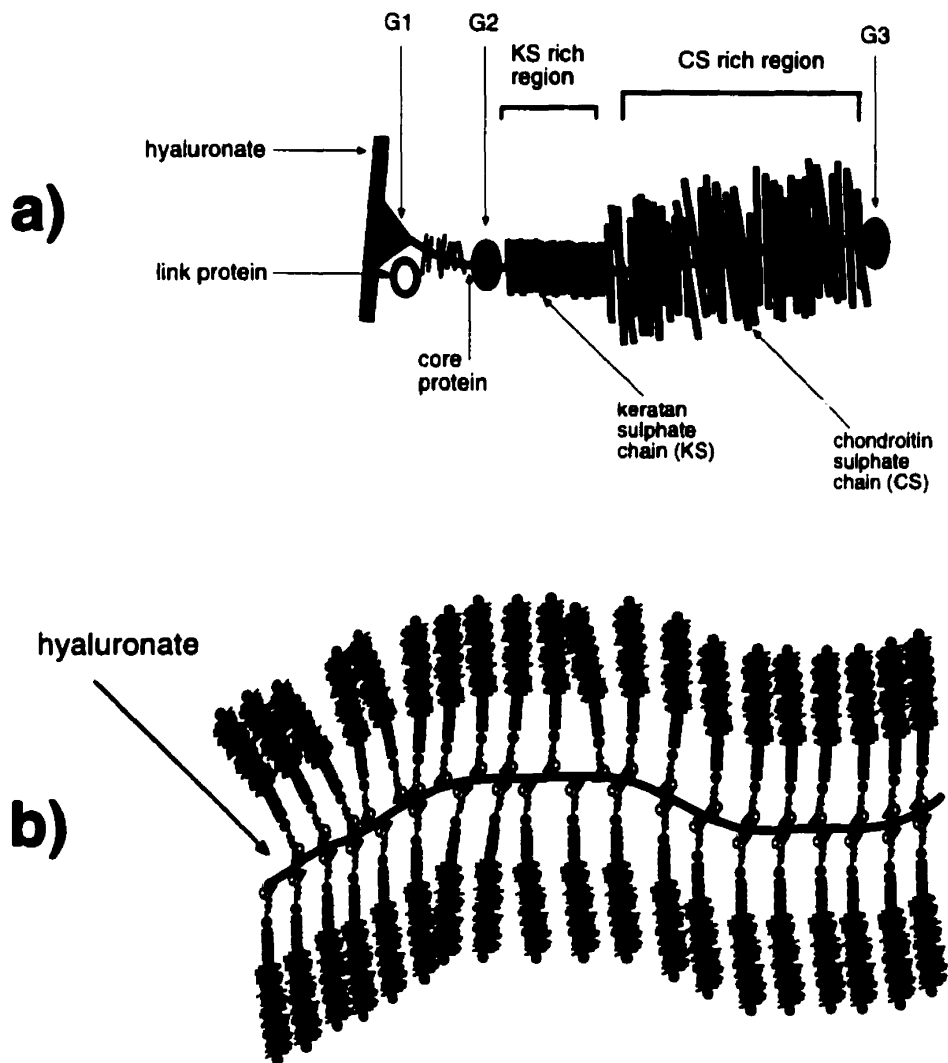 G1
G2
KS rich
region
CS rich region
G3
hyaluronate
a)
link protein
core
protein
keratan
sulphate
chain (KS)
chondroitin
sulphate
chain (CS)
hyaluronate
b)